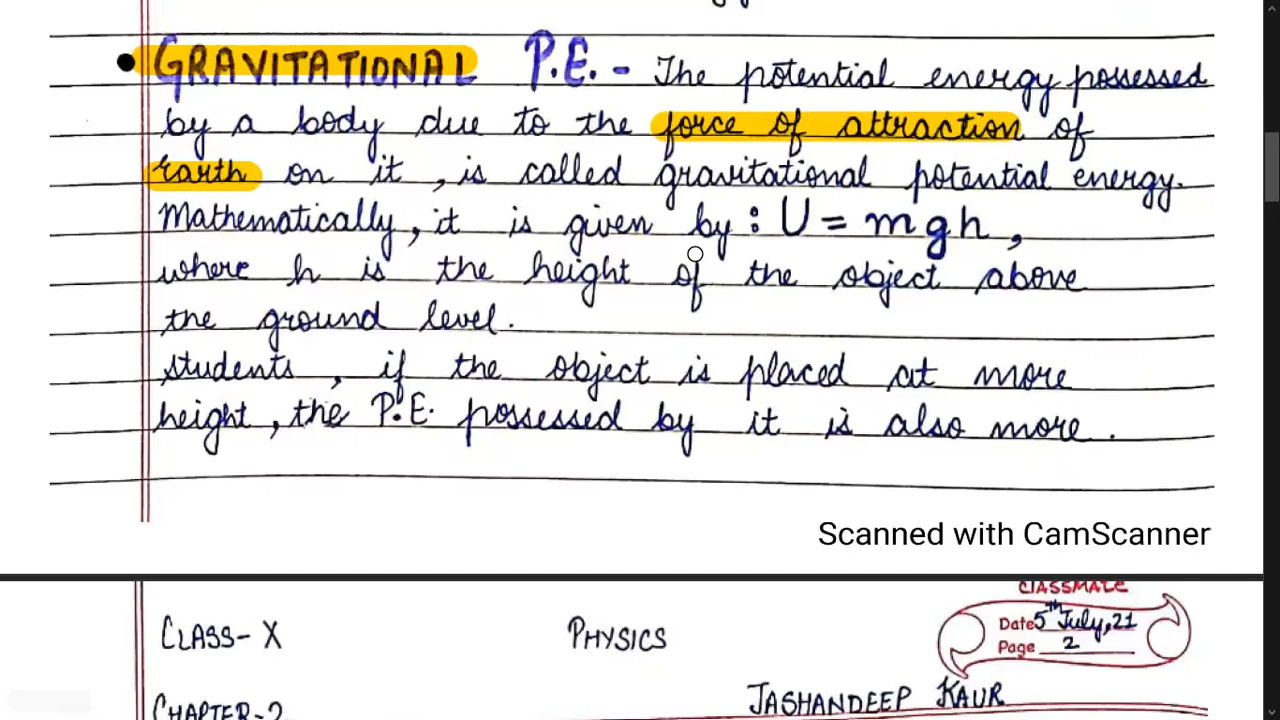 • GRAVITATIONAL P.E. - The potential energy possessed
by a body due to the force of attraction of
earth on it, is called gravitational potential energy.
Mathematically, it is given by : U = mgh,
where h is the height of the object above
the ground level.
students, if the object is placed at more
height, the P.E. possessed by it is also more.
Scanned with CamScanner
CLASSMATE
CLASS- X PHYSICS Date 5th July, 21
Page 2
CHAPTER-2 JASHANDEEP KAUR